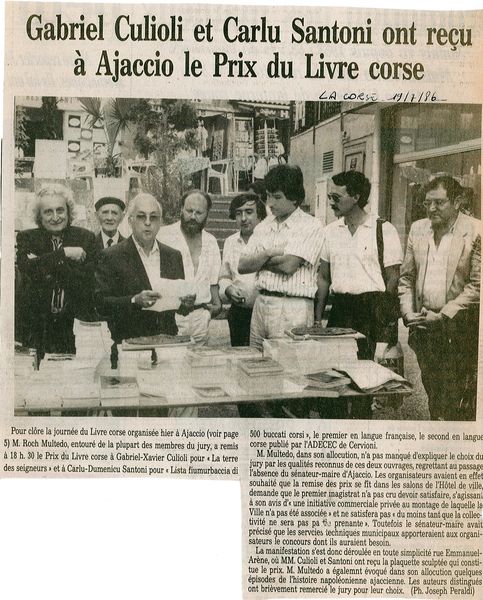 Gabriel Culioli et Carlu Santoni ont reçu
à Ajaccio le Prix du Livre corse
LA CORSE 19/7/86
Pour clôre la journée du Livre corse organisée hier à Ajaccio (voir page
5) M. Roch Multedo, entouré de la plupart des membres du jury, a remis
à 18 h. 30 le Prix du Livre corse à Gabriel-Xavier Culioli pour « La terre
des seigneurs » et à Carlu-Dumenicu Santoni pour « Lista fiumurbaccia di
500 buccati corsi », le premier en langue française, le second en langue
corse publié par l'ADECEC de Cervioni.
M. Multedo, dans son allocution, n'a pas manqué d'expliquer le choix du
jury par les qualités reconnus de ces deux ouvrages, regrettant au passage
l'absence du sénateur-maire d'Ajaccio. Les organisateurs avaient en effet
souhaité que la remise des prix se fît dans les salons de l'Hôtel de ville,
demande que le premier magistrat n'a pas cru devoir satisfaire, s'agissant
à son avis d'« une initiative commerciale privée au montage de laquelle la
Ville n'a pas été associée » et ne satisfera pas « du moins tant que la collec-
tivité ne sera pas pa prenante ». Toutefois le sénateur-maire avait
précisé que les servcies techniques municipaux apporteraient aux organi-
sateurs le concours dont ils auraient besoin.
La manifestation s'est donc déroulée en toute simplicité rue Emmanuel-
Arène, où MM. Culioli et Santoni ont reçu la plaquette sculptée qui consti-
tue le prix. M. Multedo a égalemnt évoqué dans son allocution quelques
épisodes de l'histoire napoléonienne ajaccienne. Les auteurs distingués
ont brièvement remercié le jury pour leur choix. (Ph. Joseph Peraldi)